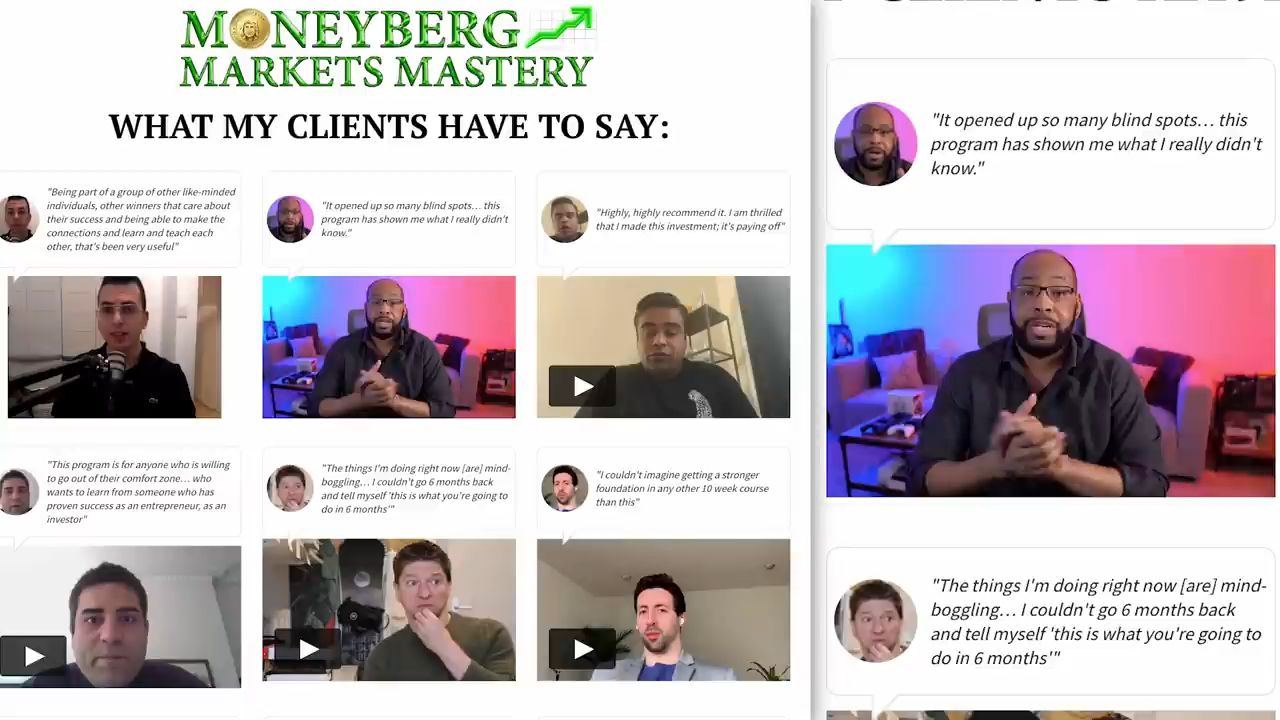 MONEYBERG
MARKETS MASTERY
WHAT MY CLIENTS HAVE TO SAY:
"Being part of a group of other like-minded
individuals, other winners that care about
their success and being able to make the
connections and learn and teach each
other, that's been very useful"
"It opened up so many blind spots… this
program has shown me what I really didn't
know."
"Highly, highly recommend it. I am thrilled
that I made this investment; it's paying off"
"This program is for anyone who is willing
to go out of their comfort zone… who
wants to learn from someone who has
proven success as an entrepreneur, as an
investor"
"The things I'm doing right now [are] mind-
boggling… I couldn't go 6 months back
and tell myself 'this is what you're going to
do in 6 months'"
"I couldn't imagine getting a stronger
foundation in any other 10 week course
than this"
"It opened up so many blind spots… this
program has shown me what I really didn't
know."
"The things I'm doing right now [are] mind-
boggling… I couldn't go 6 months back
and tell myself 'this is what you're going to
do in 6 months'"